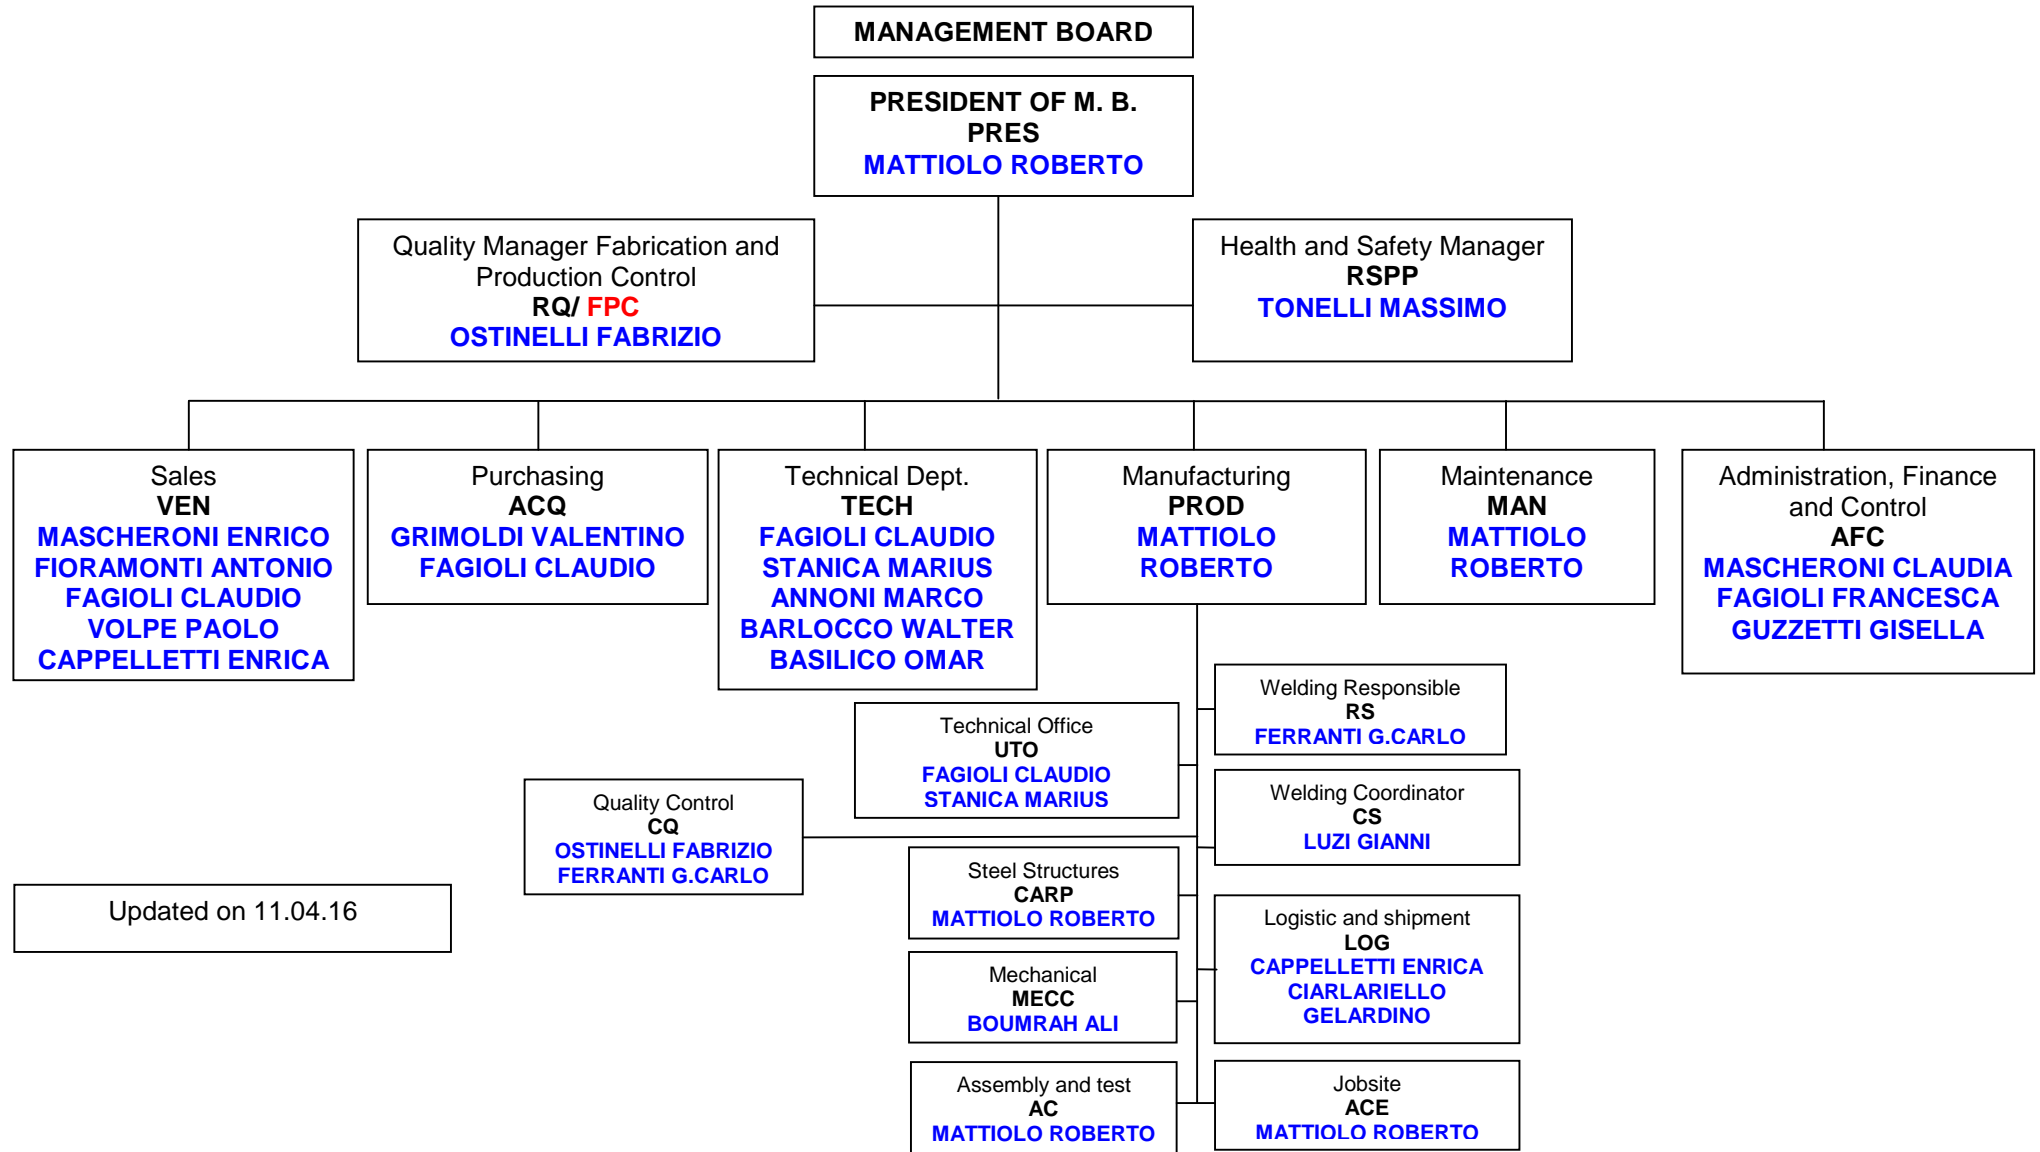 MANAGEMENT BOARD
PRESIDENT OF M. B.
PRES
MATTIOLO ROBERTO
Quality Manager Fabrication and
Production Control
RQ/ FPC
OSTINELLI FABRIZIO
Health and Safety Manager
RSPP
TONELLI MASSIMO
Sales
VEN
MASCHERONI ENRICO
FIORAMONTI ANTONIO
FAGIOLI CLAUDIO
VOLPE PAOLO
CAPPELLETTI ENRICA
Purchasing
ACQ
GRIMOLDI VALENTINO
FAGIOLI CLAUDIO
Technical Dept.
TECH
FAGIOLI CLAUDIO
STANICA MARIUS
ANNONI MARCO
BARLOCCO WALTER
BASILICO OMAR
Manufacturing
PROD
MATTIOLO
ROBERTO
Maintenance
MAN
MATTIOLO
ROBERTO
Administration, Finance
and Control
AFC
MASCHERONI CLAUDIA
FAGIOLI FRANCESCA
GUZZETTI GISELLA
Welding Responsible
RS
FERRANTI G.CARLO
Technical Office
UTO
FAGIOLI CLAUDIO
STANICA MARIUS
Welding Coordinator
CS
LUZI GIANNI
Quality Control
CQ
OSTINELLI FABRIZIO
FERRANTI G.CARLO
Steel Structures
CARP
MATTIOLO ROBERTO
Updated on 11.04.16
Logistic and shipment
LOG
CAPPELLETTI ENRICA
CIARLARIELLO
GELARDINO
Mechanical
MECC
BOUMRAH ALI
Assembly and test
AC
MATTIOLO ROBERTO
Jobsite
ACE
MATTIOLO ROBERTO